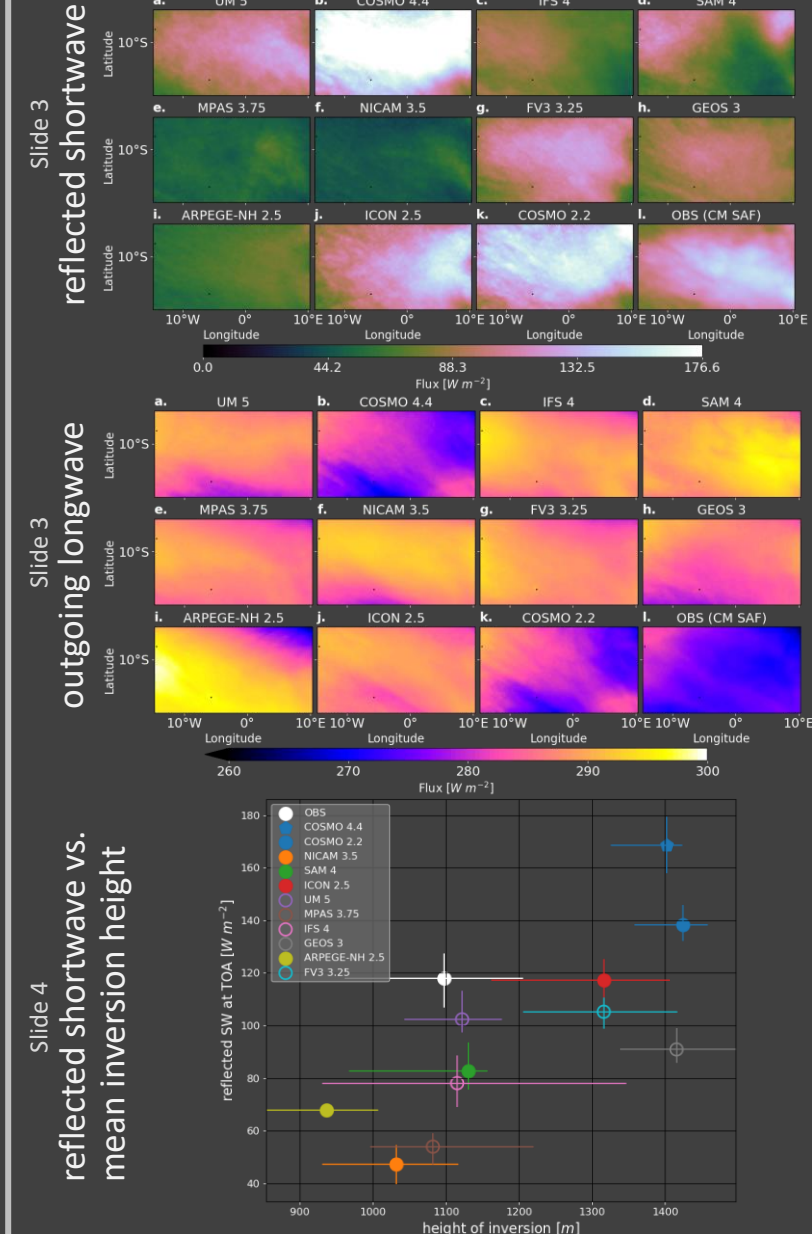 Slide 3
reflected shortwave
a. UM 5 b. COSMO 4.4 c. IFS 4 d. SAM 4
Latitude
10°S
e. MPAS 3.75 f. NICAM 3.5 g. FV3 3.25 h. GEOS 3
Latitude
10°S
i. ARPEGE-NH 2.5 j. ICON 2.5 k. COSMO 2.2 l. OBS (CM SAF)
Latitude
10°S
10°W 0° 10°E 10°W 0° 10°E 10°W 0° 10°E 10°W 0° 10°E
Longitude Longitude Longitude Longitude
0.0 44.2 88.3 132.5 176.6
Flux [W m⁻²]
Slide 3
outgoing longwave
a. UM 5 b. COSMO 4.4 c. IFS 4 d. SAM 4
Latitude
10°S
e. MPAS 3.75 f. NICAM 3.5 g. FV3 3.25 h. GEOS 3
Latitude
10°S
i. ARPEGE-NH 2.5 j. ICON 2.5 k. COSMO 2.2 l. OBS (CM SAF)
Latitude
10°S
10°W 0° 10°E 10°W 0° 10°E 10°W 0° 10°E 10°W 0° 10°E
Longitude Longitude Longitude Longitude
260 270 280 290 300
Flux [W m⁻²]
Slide 4
reflected shortwave vs.
mean inversion height
reflected SW at TOA [W m⁻²]
180
160
140
120
100
80
60
40
OBS
COSMO 4.4
COSMO 2.2
NICAM 3.5
SAM 4
ICON 2.5
UM 5
MPAS 3.75
IFS 4
GEOS 3
ARPEGE-NH 2.5
FV3 3.25
900 1000 1100 1200 1300 1400
height of inversion [m]